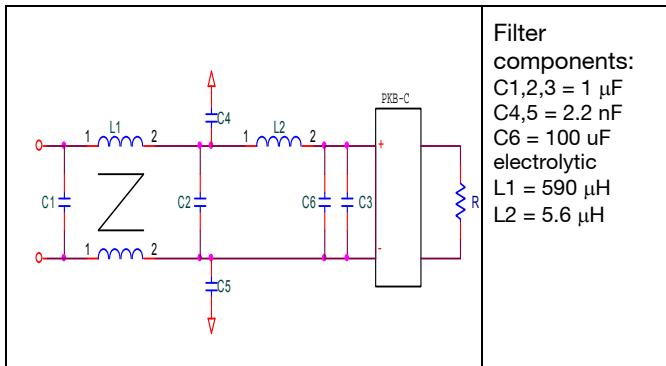 PKB-C
C4
L1
L2
1
2
1
2
+
C1
C2
C6
C3
R
1
2
-
C5
Filter
components:
C1,2,3 = 1 μF
C4,5 = 2.2 nF
C6 = 100 uF
electrolytic
L1 = 590 μH
L2 = 5.6 μH